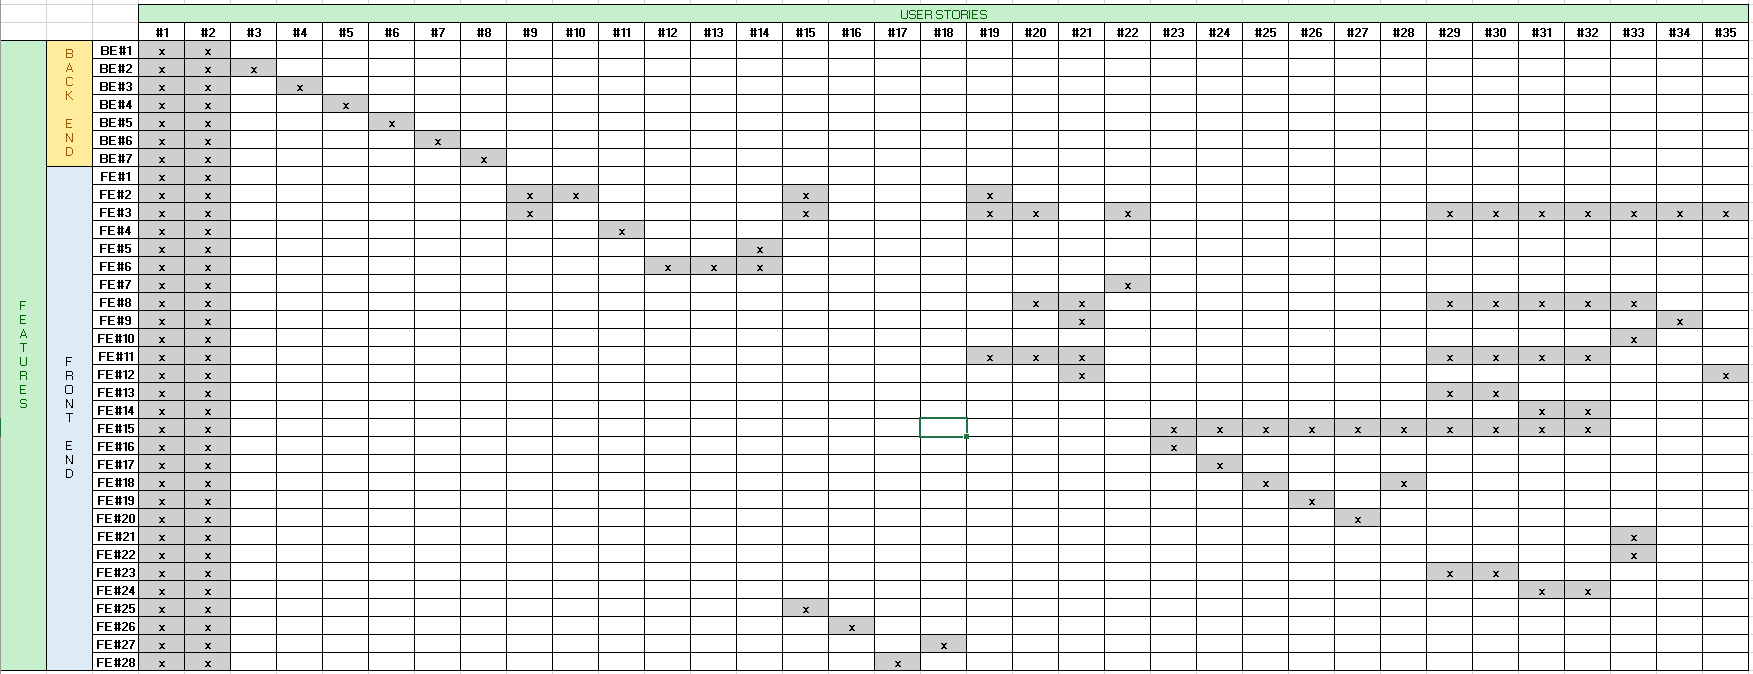 USER STORIES
#1 #2 #3 #4 #5 #6 #7 #8 #9 #10 #11 #12 #13 #14 #15 #16 #17 #18 #19 #20 #21 #22 #23 #24 #25 #26 #27 #28 #29 #30 #31 #32 #33 #34 #35
FEATURES
BACK END
BE#1 x x
BE#2 x x x
BE#3 x x x
BE#4 x x x
BE#5 x x x
BE#6 x x x
BE#7 x x x
FRONT END
FE#1 x x
FE#2 x x x x x x
FE#3 x x x x x x x x x x x x x x
FE#4 x x x
FE#5 x x x
FE#6 x x x x x
FE#7 x x x
FE#8 x x x x x x x x x
FE#9 x x x x
FE#10 x x x
FE#11 x x x x x x x x x
FE#12 x x x x
FE#13 x x x x
FE#14 x x x x
FE#15 x x x x x x x x x x x x
FE#16 x x x
FE#17 x x x
FE#18 x x x x
FE#19 x x x
FE#20 x x x
FE#21 x x x
FE#22 x x x
FE#23 x x x x
FE#24 x x x x
FE#25 x x x
FE#26 x x x
FE#27 x x x
FE#28 x x x